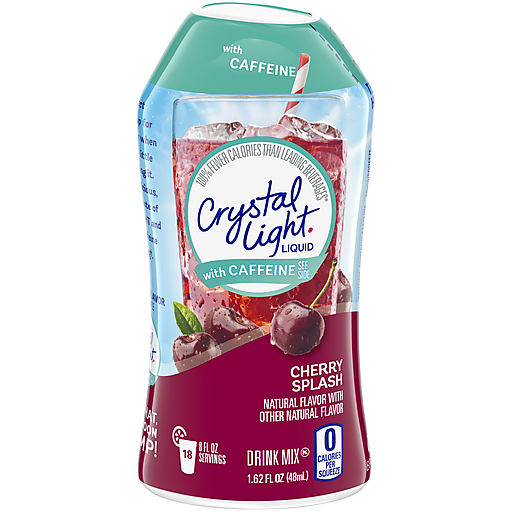 with
CAFFEINE
100% FEWER CALORIES THAN LEADING BEVERAGES*
Crystal
Light
LIQUID
with CAFFEINE SEE
SIDE
CHERRY
SPLASH
NATURAL FLAVOR WITH
OTHER NATURAL FLAVOR
18
8 FL OZ
SERVINGS
DRINK MIX
1.62 FL OZ (48mL)
0
CALORIES
PER
SQUEEZE
for
when